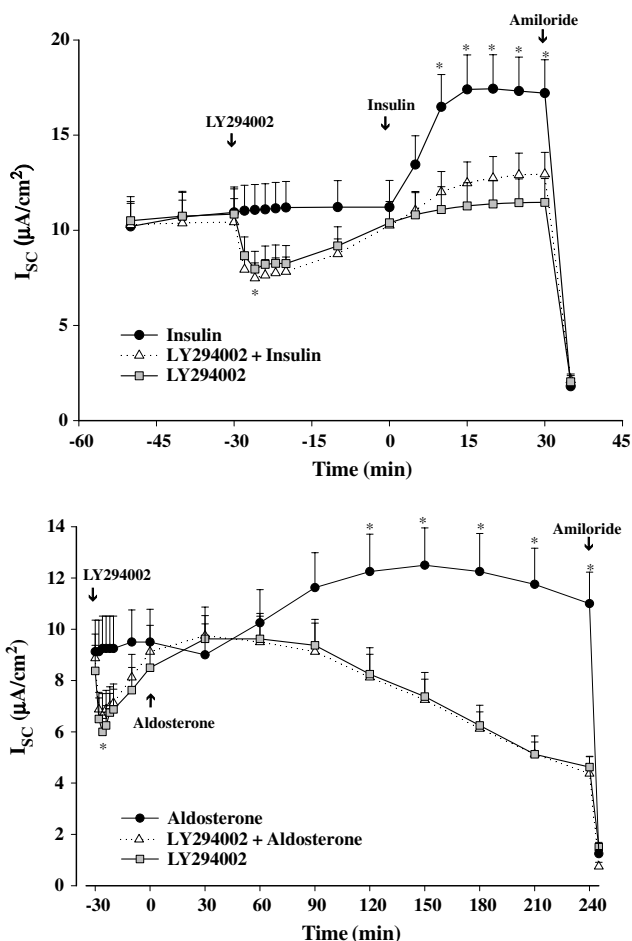 Amiloride
20
* * * * *
Insulin
LY294002
15
10
I_SC (µA/cm²)
5
*
Insulin
LY294002 + Insulin
LY294002
0
-60 -45 -30 -15 0 15 30 45
Time (min)
14
* * * * *
Amiloride
LY294002
12
10
8
I_SC (µA/cm²)
Aldosterone
6
*
4
Aldosterone
2
LY294002 + Aldosterone
LY294002
0
-30 0 30 60 90 120 150 180 210 240
Time (min)